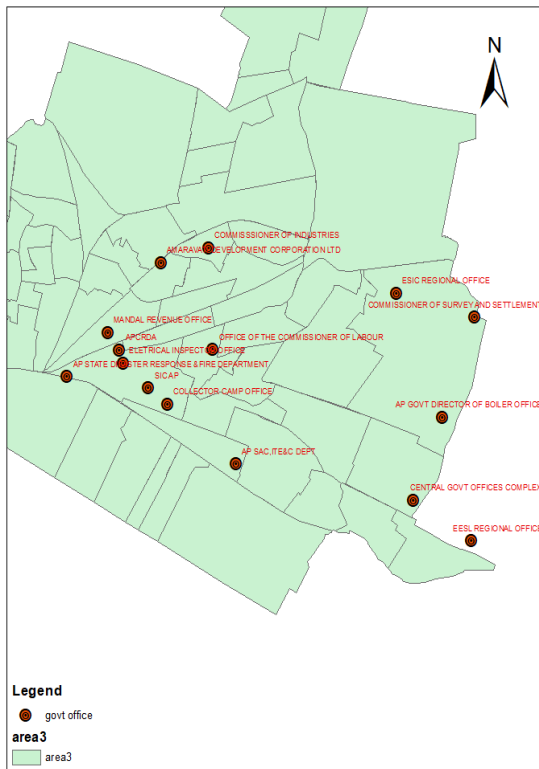 N
COMMISSSIONER OF INDUSTRIES
AMARAVATI DEVELOPMENT CORPORATION LTD
ESIC REGIONAL OFFICE
COMMISSIONER OF SURVEY AND SETTLEMENT
MANDAL REVENUE OFFICE
APCRDA
OFFICE OF THE COMMISSIONER OF LABOUR
ELETRICAL INSPECTOR OFFICE
AP STATE DISASTER RESPONSE & FIRE DEPARTMENT
SICAP
COLLECTOR CAMP OFFICE
AP GOVT DIRECTOR OF BOILER OFFICE
AP SAC,ITE&C DEPT
CENTRAL GOVT OFFICES COMPLEX
EESL REGIONAL OFFICE
Legend
govt office
area3
area3